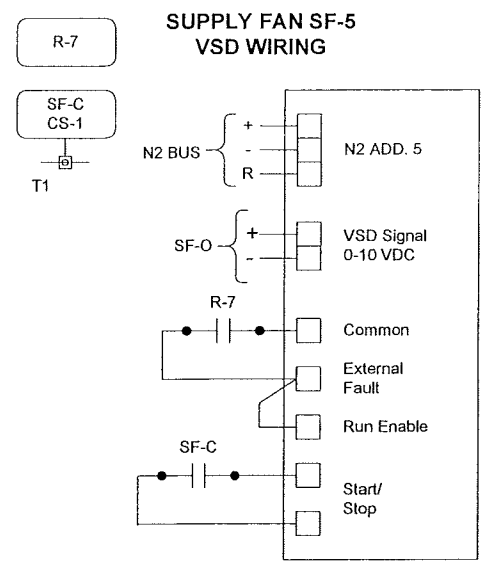 SUPPLY FAN SF-5
VSD WIRING
R-7
SF-C
CS-1
T1
N2 BUS
+
-
R
N2 ADD. 5
SF-O
+
-
VSD Signal
0-10 VDC
R-7
Common
External
Fault
Run Enable
SF-C
Start/
Stop